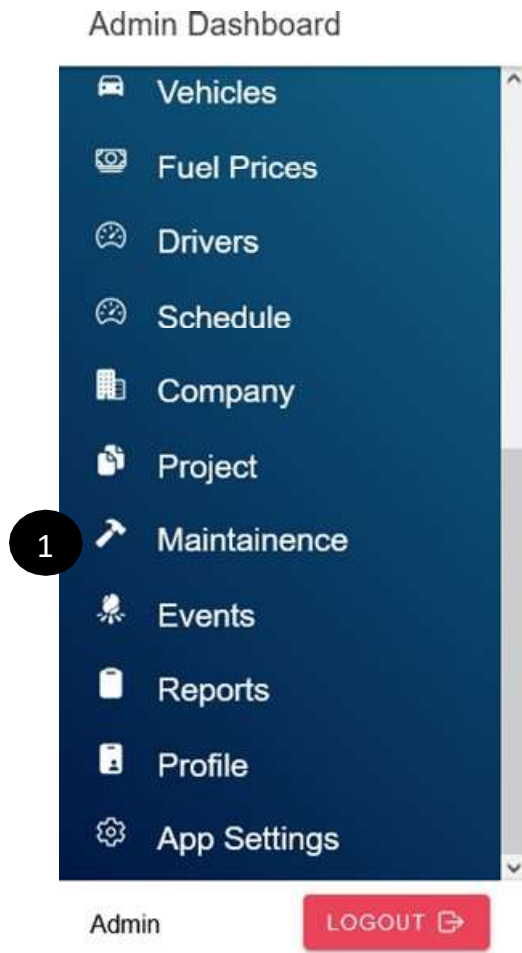 Admin Dashboard
Vehicles
Fuel Prices
Drivers
Schedule
Company
Project
1 Maintainence
Events
Reports
Profile
App Settings
Admin LOGOUT